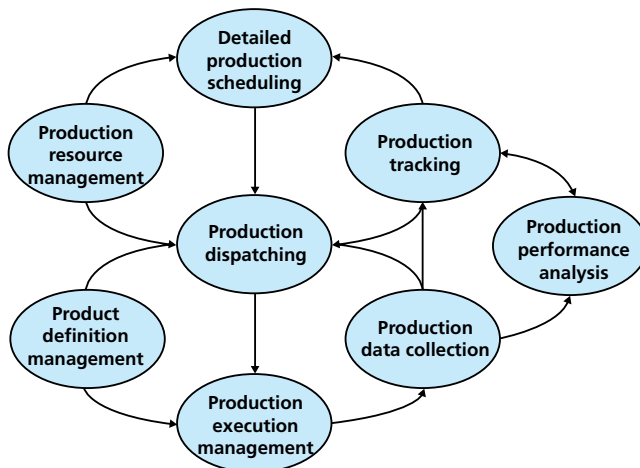 Detailed
production
scheduling
Production
resource
management
Production
tracking
Production
performance
analysis
Production
dispatching
Product
definition
management
Production
data collection
Production
execution
management